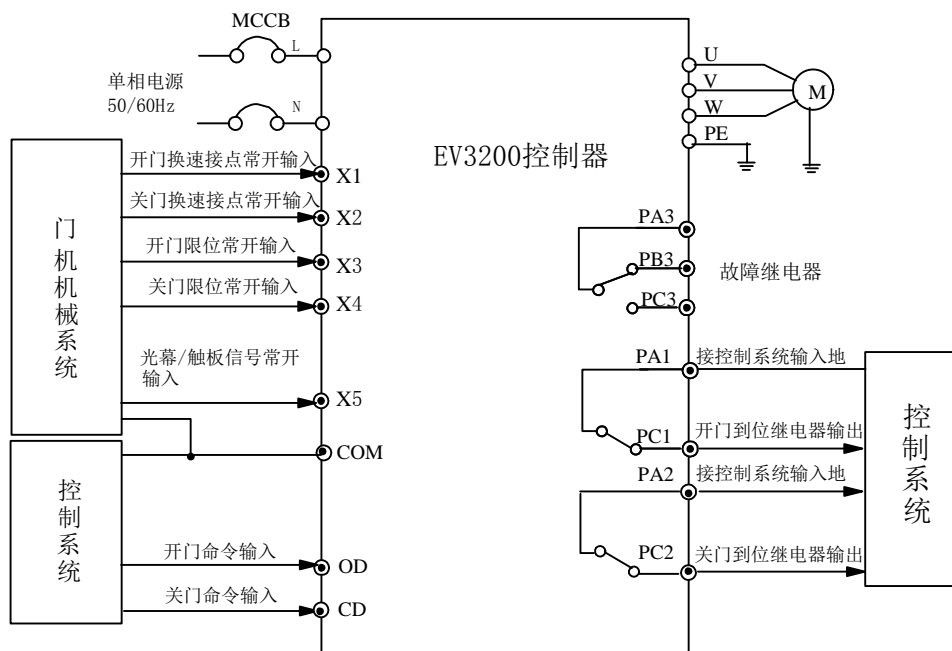 MCCB
L
单相电源
50/60Hz
N
门机机械系统
开门换速接点常开输入
X1
关门换速接点常开输入
X2
开门限位常开输入
X3
关门限位常开输入
X4
光幕/触板信号常开
输入
X5
COM
控制系统
开门命令输入
OD
关门命令输入
CD
EV3200控制器
U
V
W
PE
M
PA3
PB3
PC3
故障继电器
PA1
接控制系统输入地
PC1
开门到位继电器输出
PA2
接控制系统输入地
PC2
关门到位继电器输出
控制系统